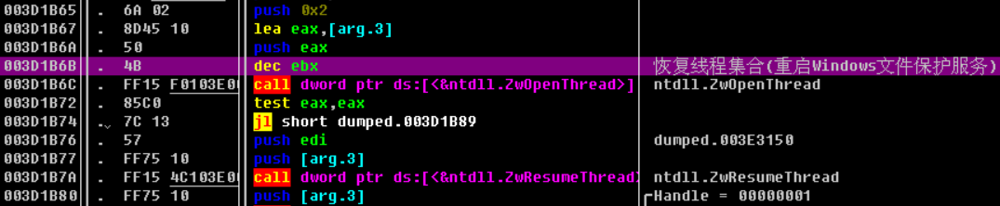 003D1B65 . 6A 02 push 0x2
003D1B67 . 8D45 10 lea eax,[arg.3]
003D1B6A . 50 push eax
003D1B6B . 4B dec ebx 恢复线程集合(重启Windows文件保护服务)
003D1B6C . FF15 F0103E0 call dword ptr ds:[<&ntdll.ZwOpenThread>] ntdll.ZwOpenThread
003D1B72 . 85C0 test eax,eax
003D1B74 .⌄ 7C 13 jl short dumped.003D1B89
003D1B76 . 57 push edi dumped.003E3150
003D1B77 . FF75 10 push [arg.3]
003D1B7A . FF15 4C103E0 call dword ptr ds:[<&ntdll.ZwResumeThread> ntdll.ZwResumeThread
003D1B80 . FF75 10 push [arg.3] Handle = 00000001